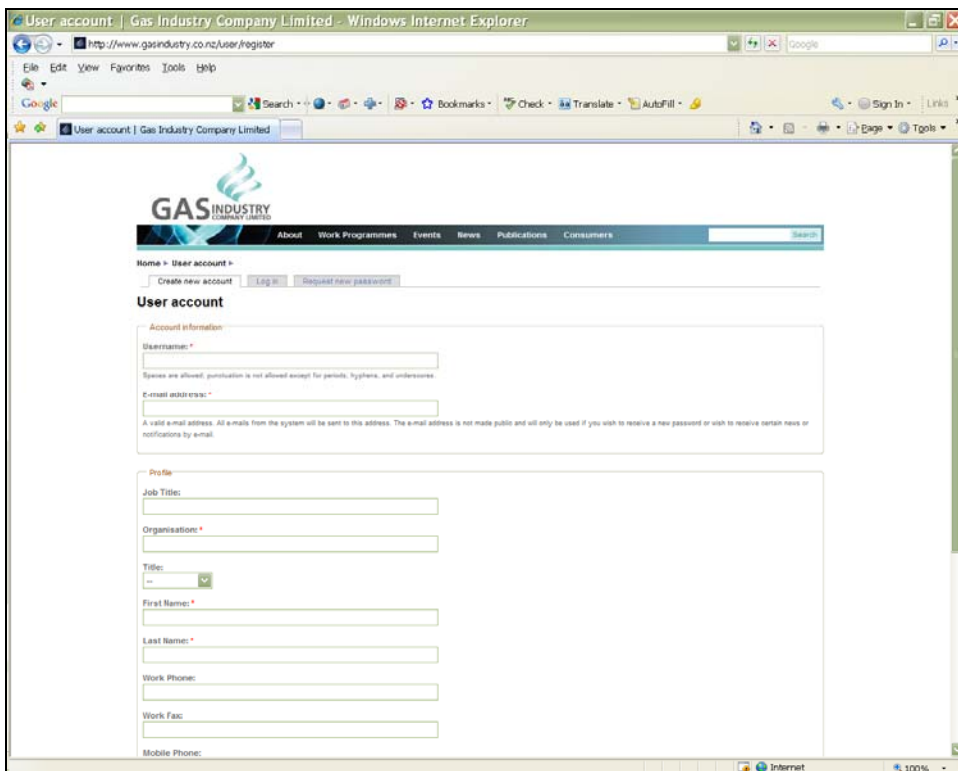 User account | Gas Industry Company Limited - Windows Internet Explorer
http://www.gasindustry.co.nz/user/register
Google
File Edit View Favorites Tools Help
Google Search Bookmarks Check Translate AutoFill Sign In Links
User account | Gas Industry Company Limited Page Tools
GAS INDUSTRY
COMPANY LIMITED
About Work Programmes Events News Publications Consumers Search
Home User account
Create new account Log in Request new password
User account
Account information
Username: *
Spaces are allowed; punctuation is not allowed except for periods, hyphens, and underscores.
E-mail address: *
A valid e-mail address. All e-mails from the system will be sent to this address. The e-mail address is not made public and will only be used if you wish to receive a new password or wish to receive certain news or
notifications by e-mail.
Profile
Job Title:
Organisation: *
Title:
--
First Name: *
Last Name: *
Work Phone:
Work Fax:
Mobile Phone:
Internet 100%